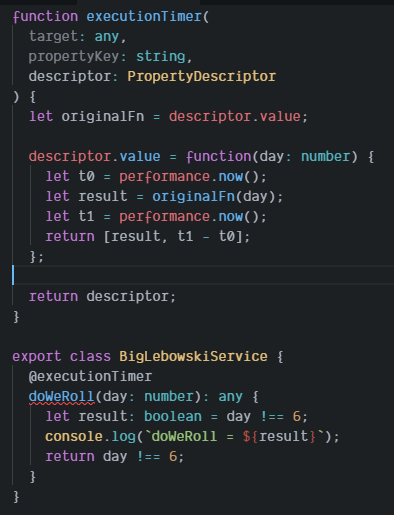 function executionTimer(
  target: any,
  propertyKey: string,
  descriptor: PropertyDescriptor
) {
  let originalFn = descriptor.value;

  descriptor.value = function(day: number) {
    let t0 = performance.now();
    let result = originalFn(day);
    let t1 = performance.now();
    return [result, t1 - t0];
  };

  return descriptor;
}

export class BigLebowskiService {
  @executionTimer
  doWeRoll(day: number): any {
    let result: boolean = day !== 6;
    console.log(`doWeRoll = ${result}`);
    return day !== 6;
  }
}